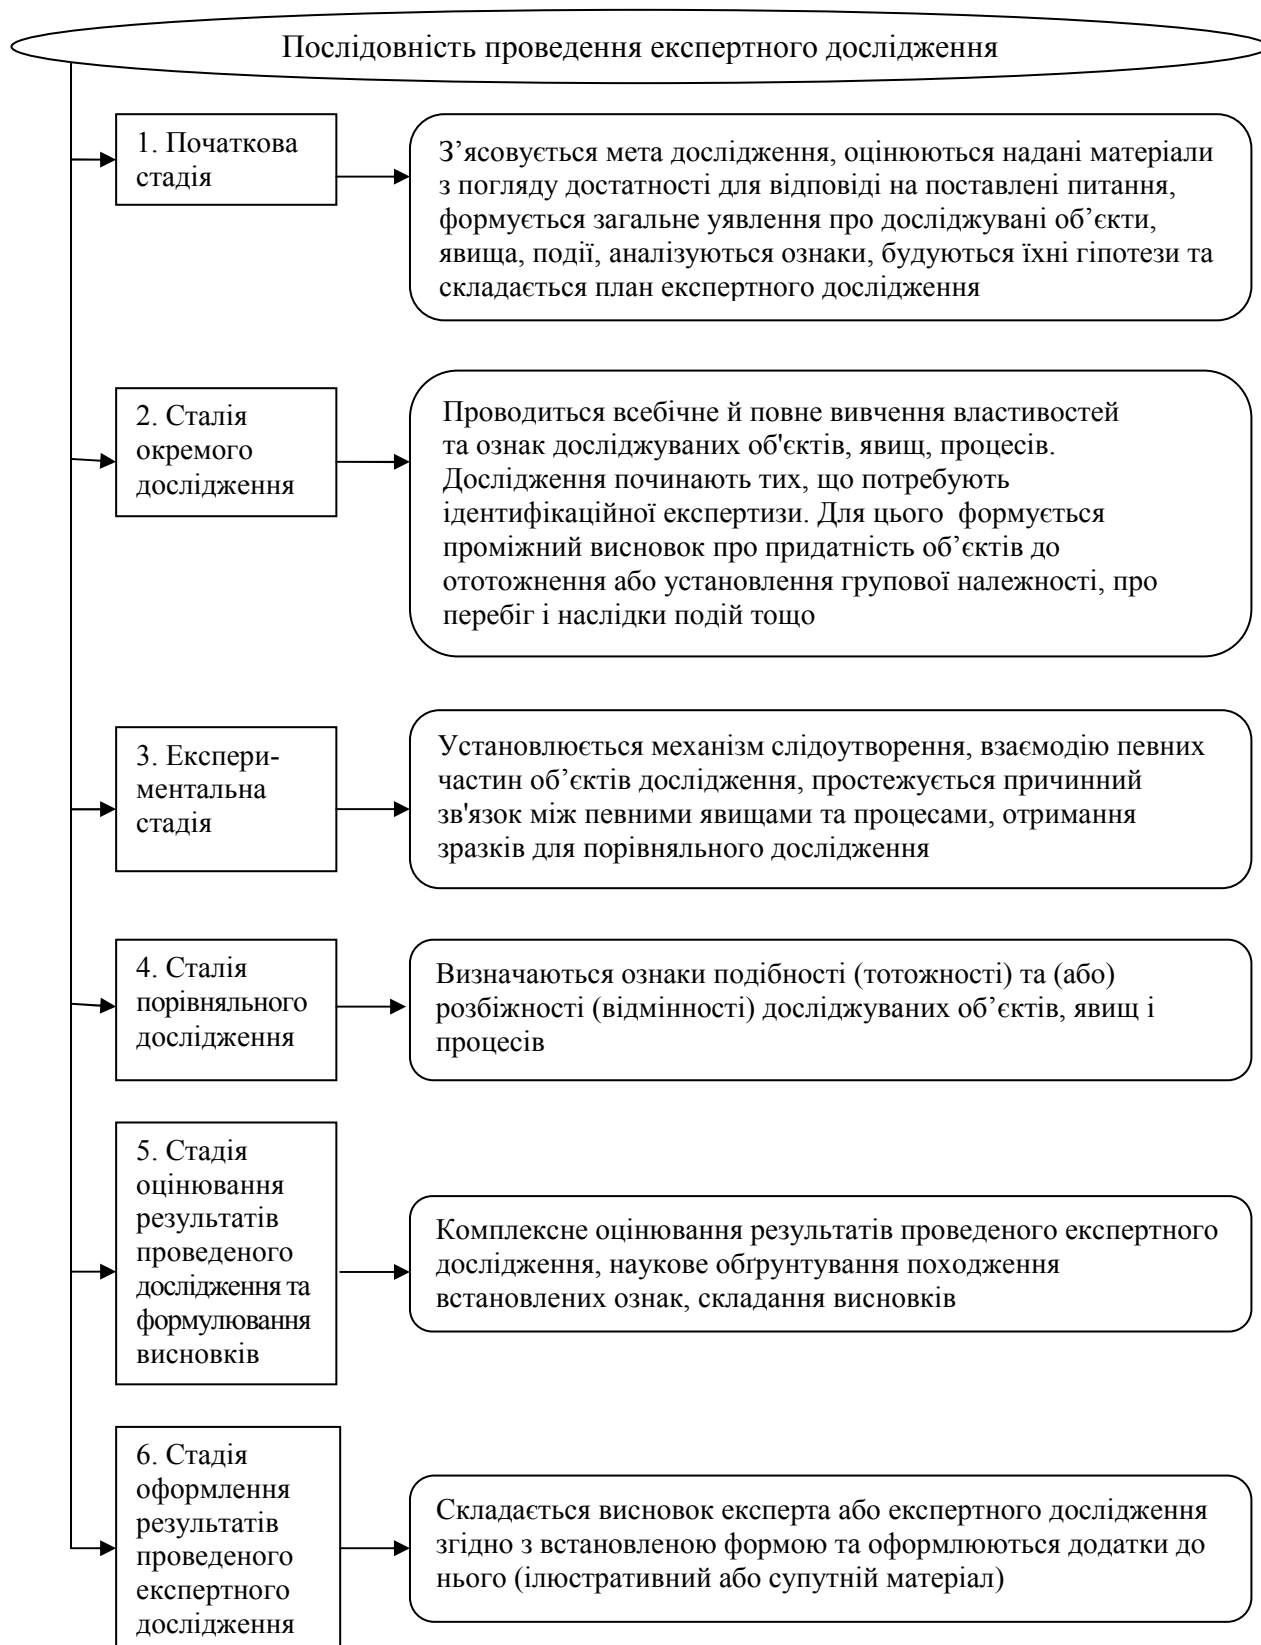 Послідовність проведення експертного дослідження
1. Початкова
стадія
З’ясовується мета дослідження, оцінюються надані матеріали
з погляду достатності для відповіді на поставлені питання,
формується загальне уявлення про досліджувані об’єкти,
явища, події, аналізуються ознаки, будуються їхні гіпотези та
складається план експертного дослідження
2. Сталія
окремого
дослідження
Проводиться всебічне й повне вивчення властивостей
та ознак досліджуваних об'єктів, явищ, процесів.
Дослідження починають тих, що потребують
ідентифікаційної експертизи. Для цього формується
проміжний висновок про придатність об’єктів до
ототожнення або установлення групової належності, про
перебіг і наслідки подій тощо
3. Експери-
ментальна
стадія
Установлюється механізм слідоутворення, взаємодію певних
частин об’єктів дослідження, простежується причинний
зв'язок між певними явищами та процесами, отримання
зразків для порівняльного дослідження
4. Сталія
порівняльного
дослідження
Визначаються ознаки подібності (тотожності) та (або)
розбіжності (відмінності) досліджуваних об’єктів, явищ і
процесів
5. Стадія
оцінювання
результатів
проведеного
дослідження та
формулювання
висновків
Комплексне оцінювання результатів проведеного експертного
дослідження, наукове обґрунтування походження
встановлених ознак, складання висновків
6. Стадія
оформлення
результатів
проведеного
експертного
дослідження
Складається висновок експерта або експертного дослідження
згідно з встановленою формою та оформлюються додатки до
нього (ілюстративний або супутній матеріал)